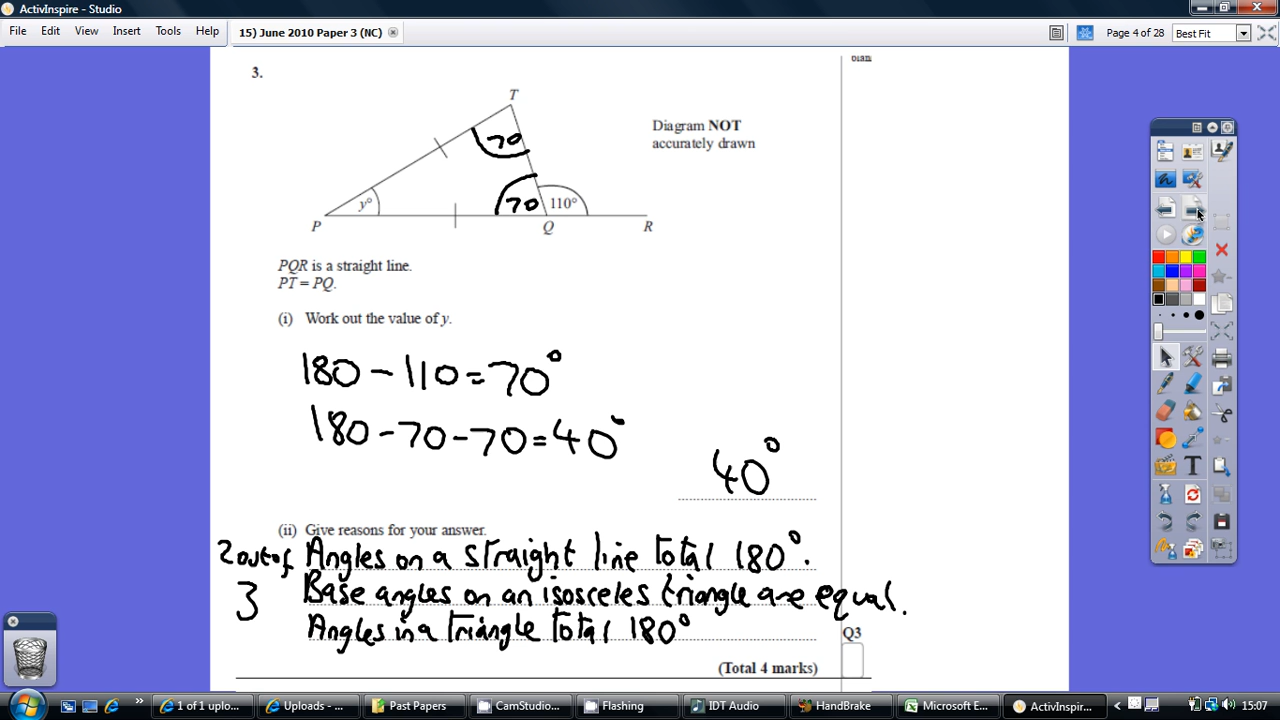 ActivInspire - Studio
File Edit View Insert Tools Help
15) June 2010 Paper 3 (NC)
Page 4 of 28
Best Fit
3.
T
70
Diagram NOT
accurately drawn
y°
70
110°
P
Q
R
PQR is a straight line.
PT = PQ.
(i) Work out the value of y.
180 - 110 = 70°
180 - 70 - 70 = 40°
40°
(ii) Give reasons for your answer.
2 out of Angles on a straight line total 180°.
3 Base angles on an isosceles triangle are equal.
Angles in a triangle total 180°
Q3
(Total 4 marks)
1 of 1 uplo...
Uploads - ...
Past Papers
CamStudio...
Flashing
IDT Audio
HandBrake
Microsoft E...
ActivInspire...
15:07